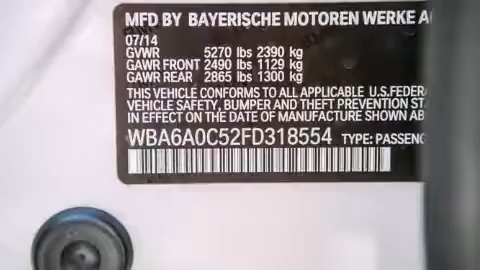 MFD BY BAYERISCHE MOTOREN WERKE A
07/14
GVWR 5270 lbs 2390 kg
GAWR FRONT 2490 lbs 1129 kg
GAWR REAR 2865 lbs 1300 kg
THIS VEHICLE CONFORMS TO ALL APPLICABLE U.S.FEDER
VEHICLE SAFETY, BUMPER AND THEFT PREVENTION STA
IN EFFECT ON THE DATE OF MANUFACTURE SHOWN ABOVE
WBA6A0C52FD318554 TYPE: PASSENG